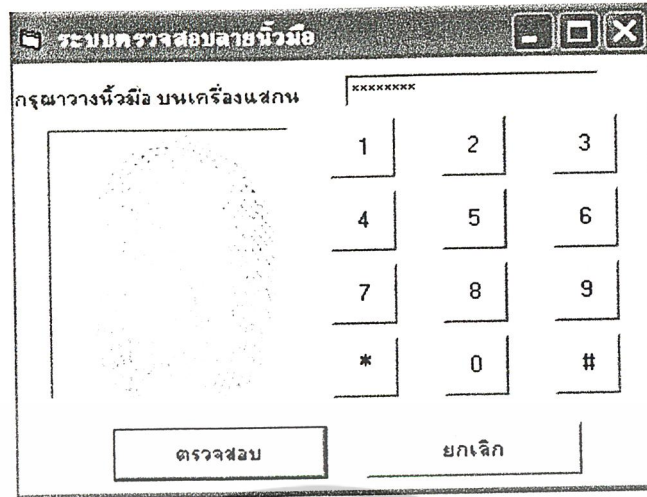 ระบบตรวจสอบลายนิ้วมือ
กรุณาวางนิ้วมือ บนเครื่องแสกน
××××××××
1 2 3
4 5 6
7 8 9
* 0 #
ตรวจสอบ ยกเลิก